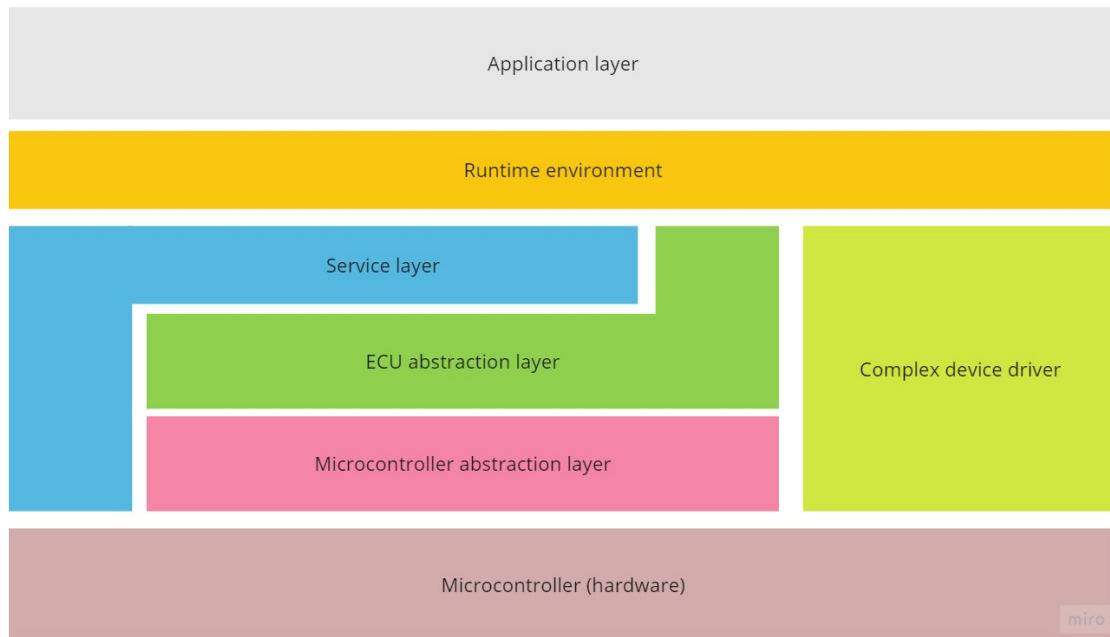 Application layer
Runtime environment
Service layer
ECU abstraction layer
Complex device driver
Microcontroller abstraction layer
Microcontroller (hardware)
miro